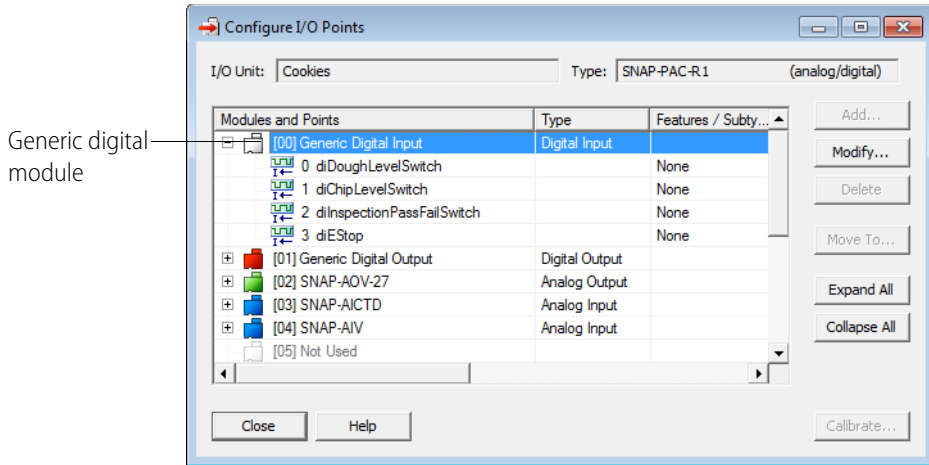 Configure I/O Points
I/O Unit: Cookies Type: SNAP-PAC-R1 (analog/digital)
Modules and Points Type Features / Subty... Add...
Generic digital module
[00] Generic Digital Input Digital Input
Modify...
0 diDoughLevelSwitch None
1 diChipLevelSwitch None
Delete
2 diInspectionPassFailSwitch None
3 diEStop None
Move To...
[01] Generic Digital Output Digital Output
[02] SNAP-AOV-27 Analog Output
Expand All
[03] SNAP-AICTD Analog Input
[04] SNAP-AIV Analog Input
Collapse All
[05] Not Used
Close Help Calibrate...